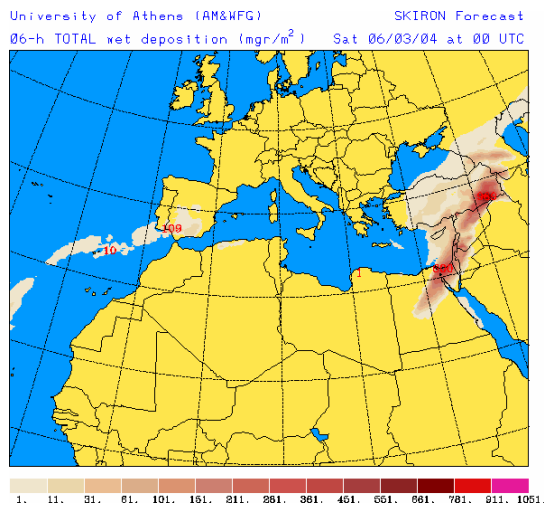 University of Athens (AM&WFG) SKIRON Forecast
06-h TOTAL wet deposition (mgr/m²) Sat 06/03/04 at 00 UTC
109
10
1
1. 11. 31. 61. 101. 151. 211. 281. 361. 451. 551. 661. 781. 911. 1051.